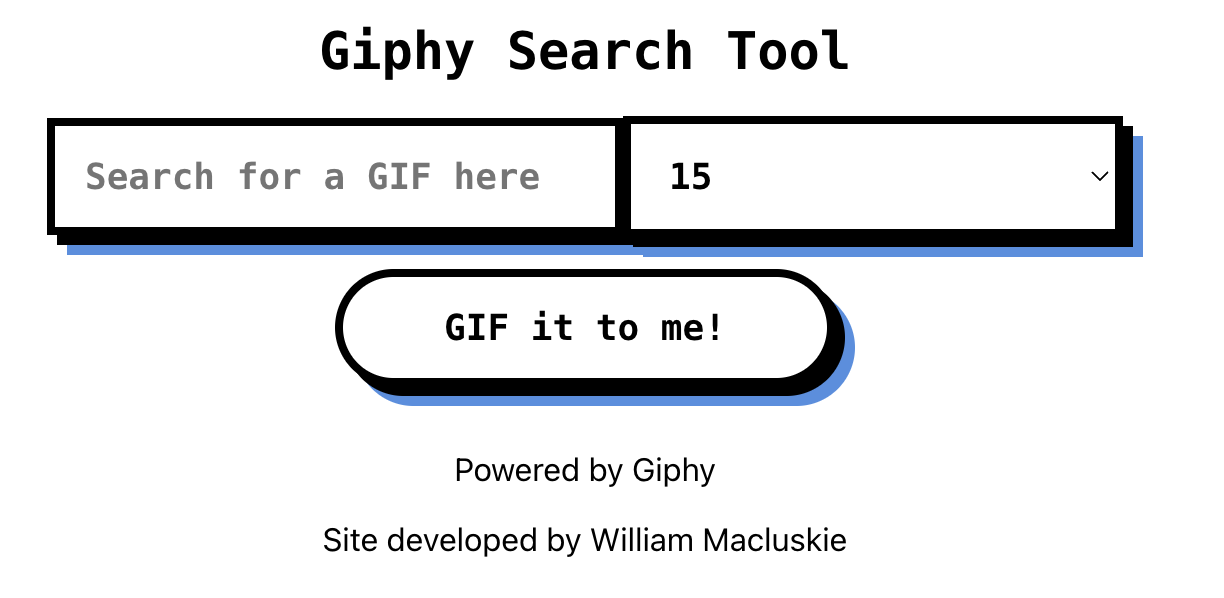 Giphy Search Tool
Search for a GIF here
15
GIF it to me!
Powered by Giphy
Site developed by William Macluskie